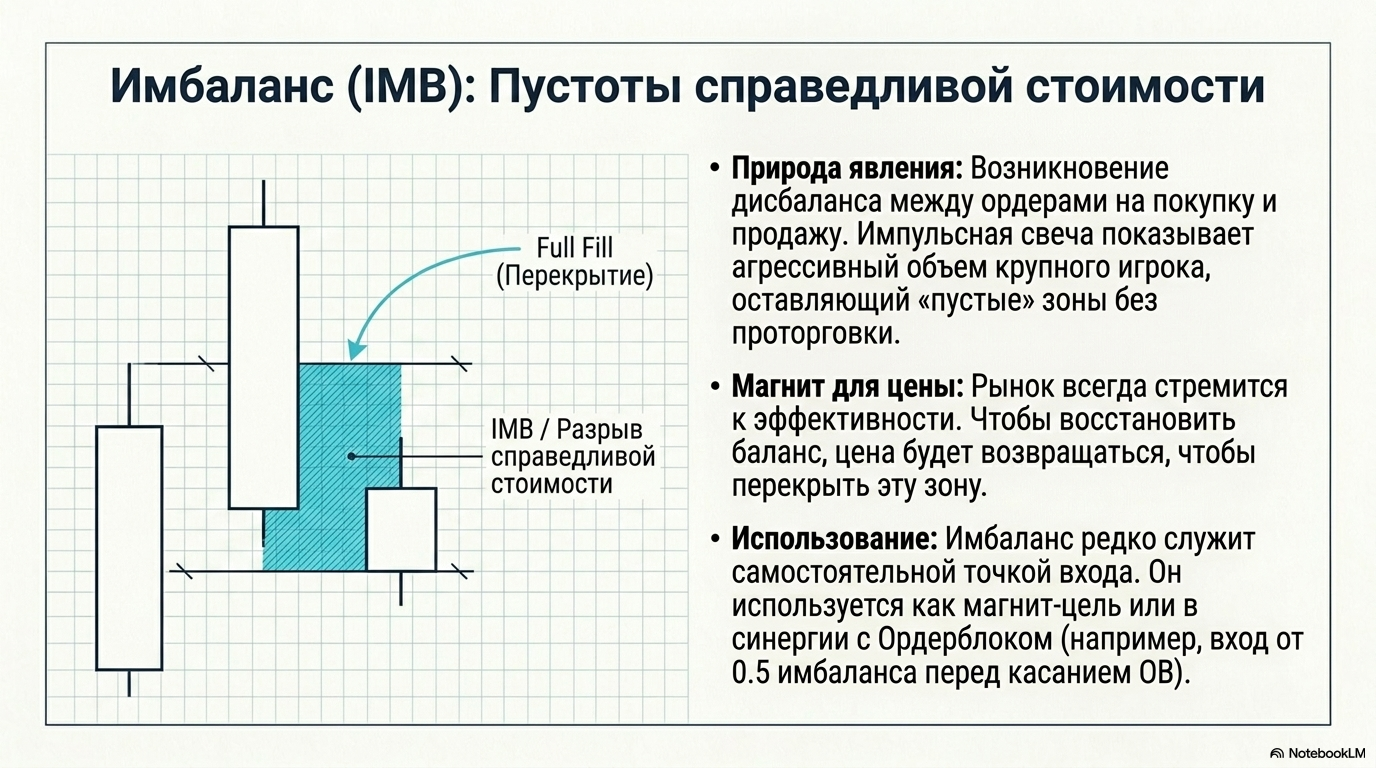 Имбаланс (IMB): Пустоты справедливой стоимости
Full Fill
(Перекрытие)
IMB / Разрыв
справедливой
стоимости
• Природа явления: Возникновение
дисбаланса между ордерами на покупку и
продажу. Импульсная свеча показывает
агрессивный объем крупного игрока,
оставляющий «пустые» зоны без
проторговки.
• Магнит для цены: Рынок всегда стремится
к эффективности. Чтобы восстановить
баланс, цена будет возвращаться, чтобы
перекрыть эту зону.
• Использование: Имбаланс редко служит
самостоятельной точкой входа. Он
используется как магнит-цель или в
синергии с Ордерблоком (например, вход от
0.5 имбаланса перед касанием ОВ).
NotebookLM